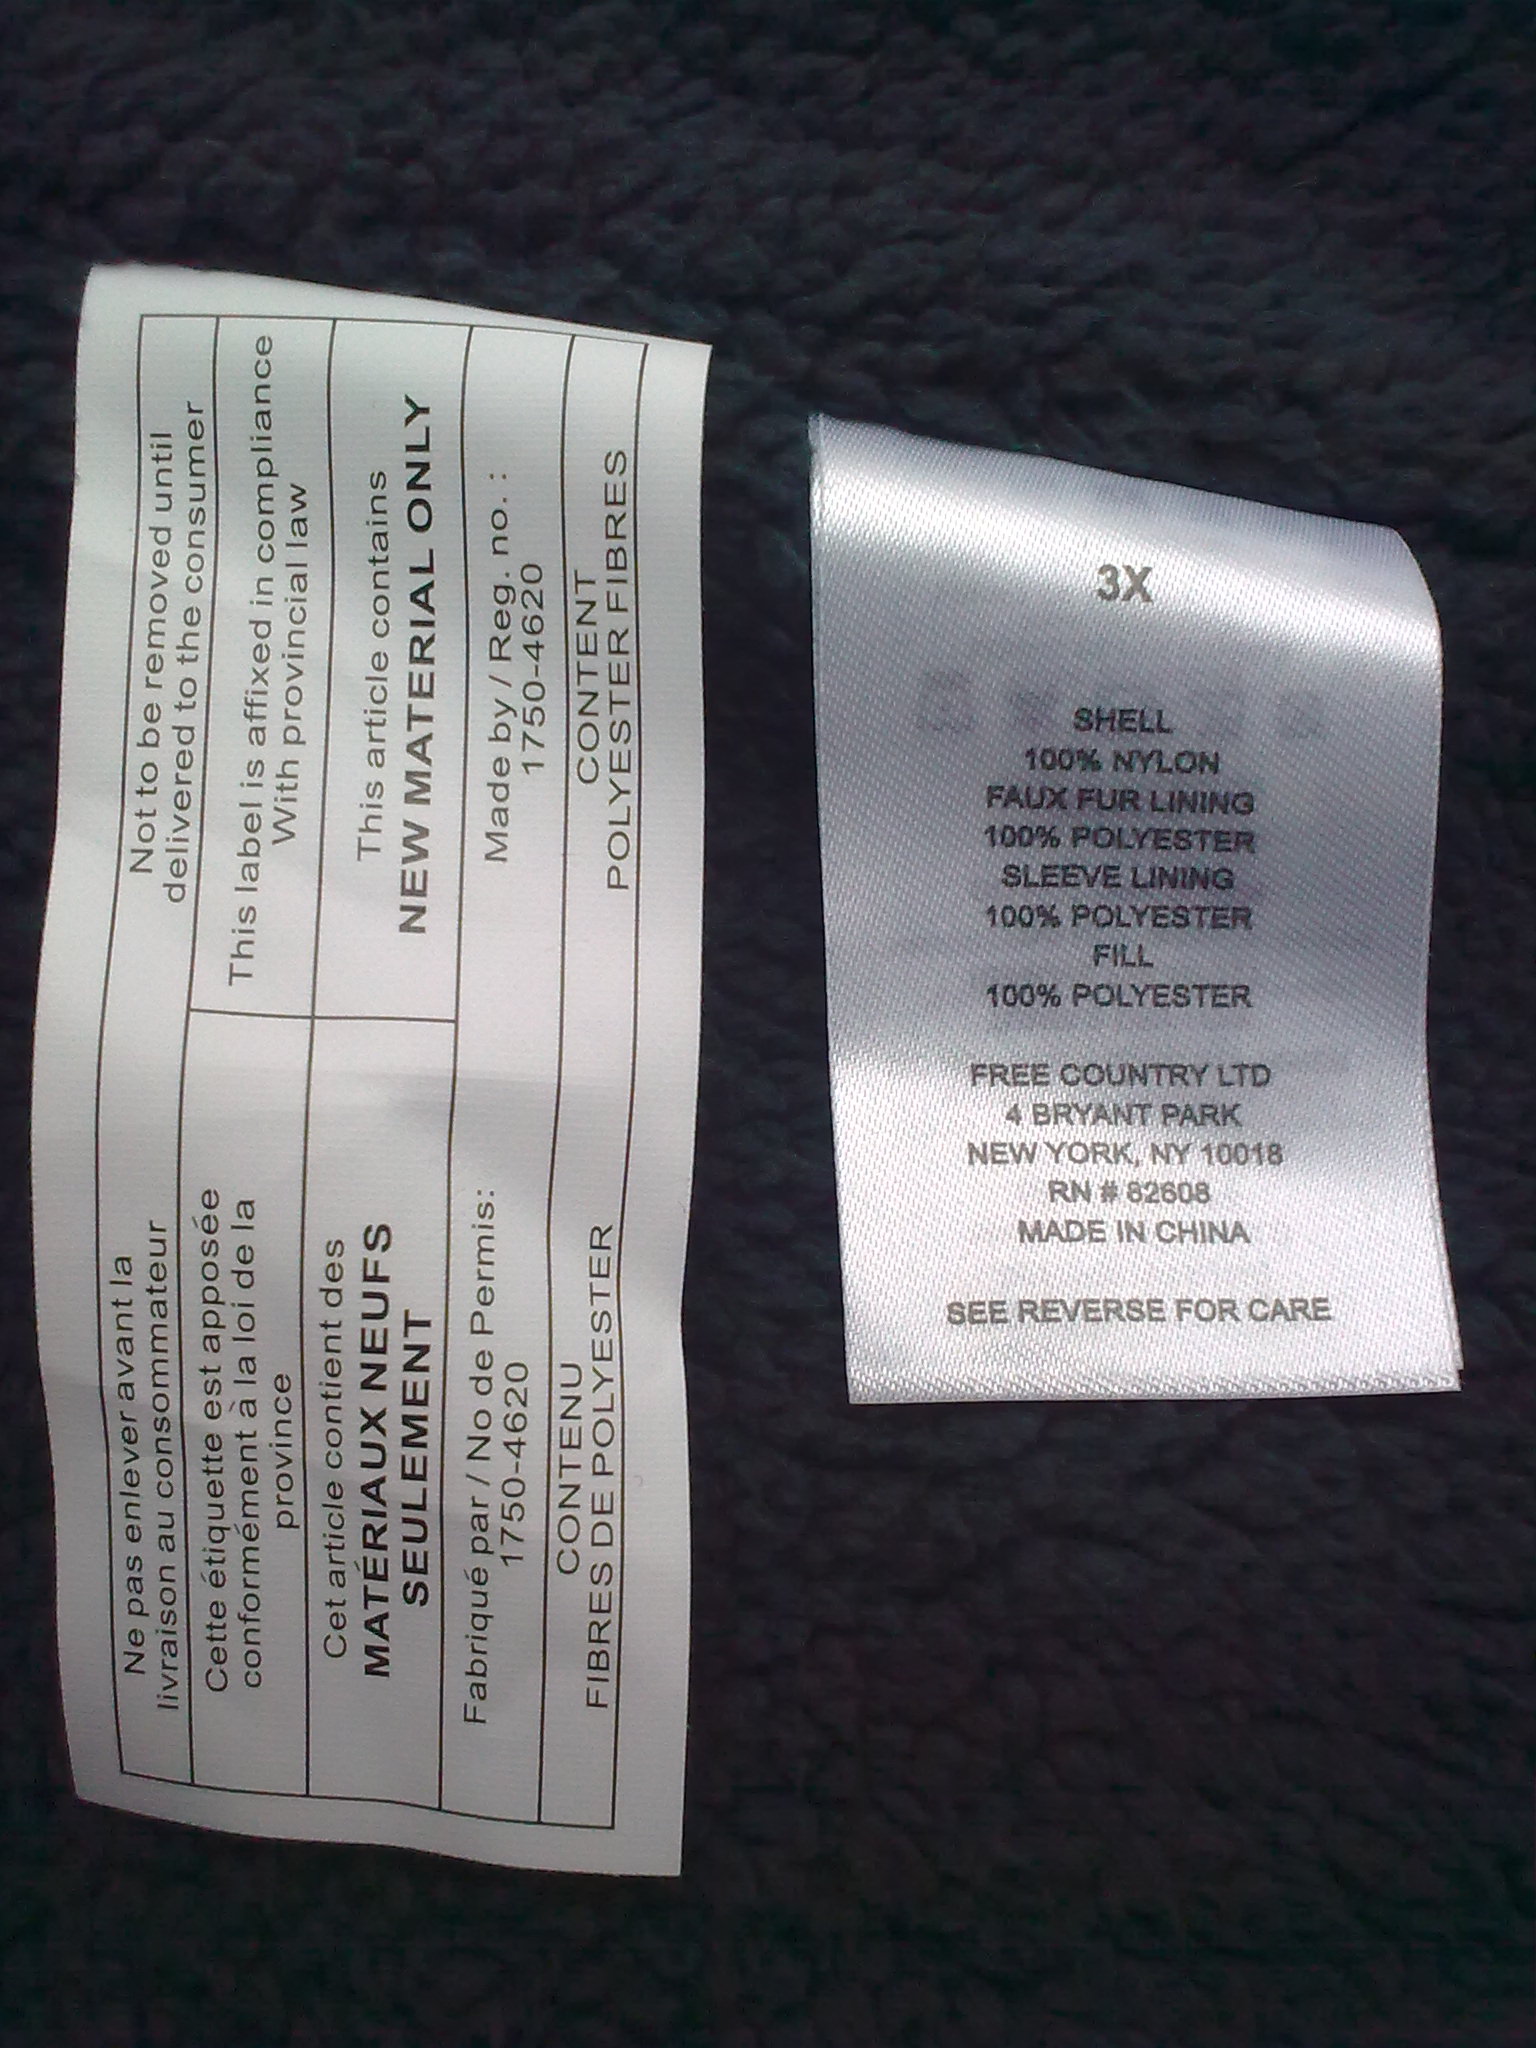 Ne pas enlever avant la
livraison au consommateur
Not to be removed until
delivered to the consumer
Cette étiquette est apposée
conformément à la loi de la
province
This label is affixed in compliance
With provincial law
Cet article contient des
MATÉRIAUX NEUFS
SEULEMENT
This article contains
NEW MATERIAL ONLY
Fabriqué par / No de Permis:
1750-4620
Made by / Reg. no. :
1750-4620
CONTENU
FIBRES DE POLYESTER
CONTENT
POLYESTER FIBRES
3X
SHELL
100% NYLON
FAUX FUR LINING
100% POLYESTER
SLEEVE LINING
100% POLYESTER
FILL
100% POLYESTER
FREE COUNTRY LTD
4 BRYANT PARK
NEW YORK, NY 10018
RN # 82608
MADE IN CHINA
SEE REVERSE FOR CARE